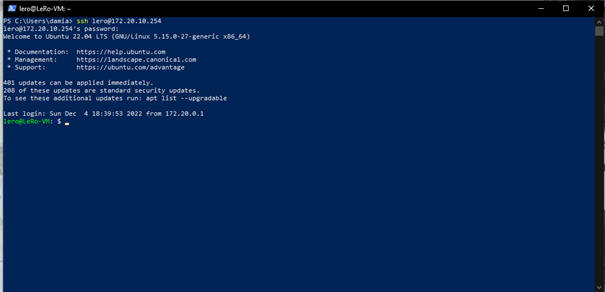 lero@LeRo-VM: ~
PS C:\Users\damia> ssh lero@172.20.10.254
lero@172.20.10.254's password:
Welcome to Ubuntu 22.04 LTS (GNU/Linux 5.15.0-27-generic x86_64)
* Documentation: https://help.ubuntu.com
* Management: https://landscape.canonical.com
* Support: https://ubuntu.com/advantage
401 updates can be applied immediately.
208 of these updates are standard security updates.
To see these additional updates run: apt list --upgradable
Last login: Sun Dec 4 18:39:53 2022 from 172.20.0.1
lero@LeRo-VM: $